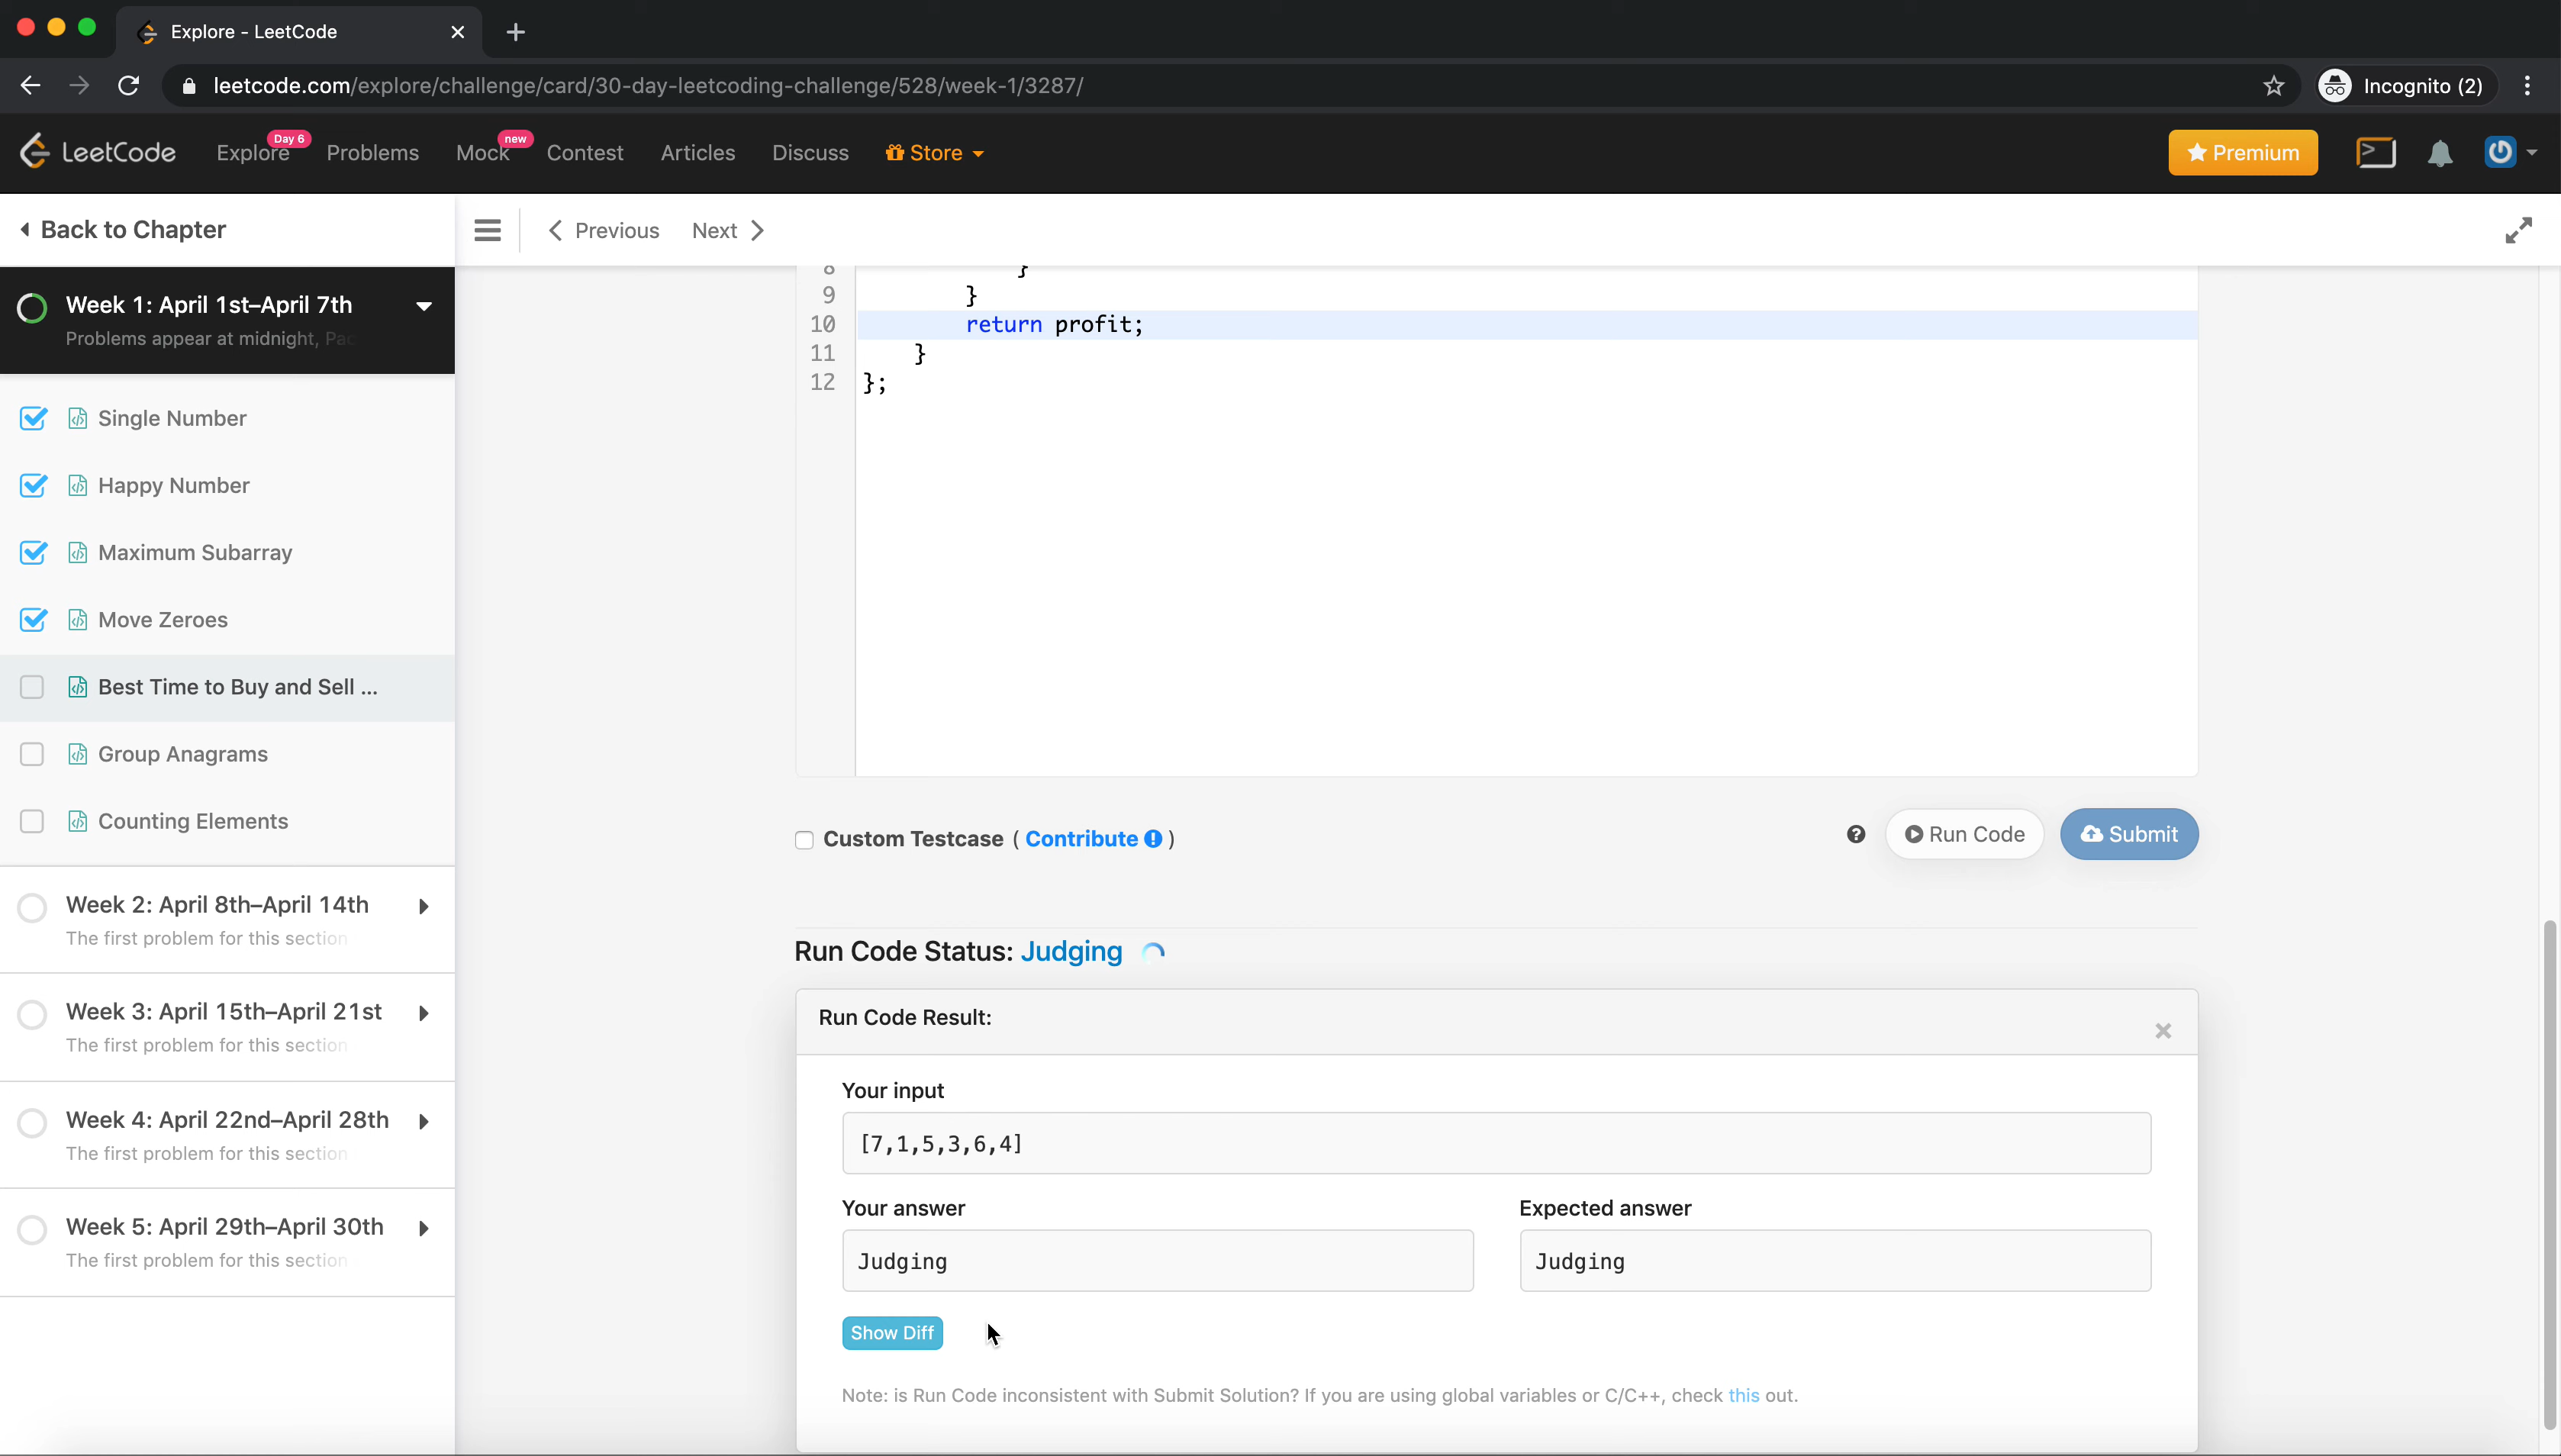 Explore - LeetCode
leetcode.com/explore/challenge/card/30-day-leetcoding-challenge/528/week-1/3287/
Incognito (2)
LeetCode
Explore
Day 6
Problems
Mock
new
Contest
Articles
Discuss
Store
Premium
Back to Chapter
Previous
Next
Week 1: April 1st–April 7th
Problems appear at midnight, Pac
Single Number
Happy Number
Maximum Subarray
Move Zeroes
Best Time to Buy and Sell ...
Group Anagrams
Counting Elements
Week 2: April 8th–April 14th
The first problem for this section
Week 3: April 15th–April 21st
The first problem for this section
Week 4: April 22nd–April 28th
The first problem for this section
Week 5: April 29th–April 30th
The first problem for this section
8 }
9 }
10 return profit;
11 }
12 };
Custom Testcase ( Contribute )
Run Code
Submit
Run Code Status: Judging
Run Code Result:
Your input
[7,1,5,3,6,4]
Your answer
Expected answer
Judging
Judging
Show Diff
Note: is Run Code inconsistent with Submit Solution? If you are using global variables or C/C++, check this out.